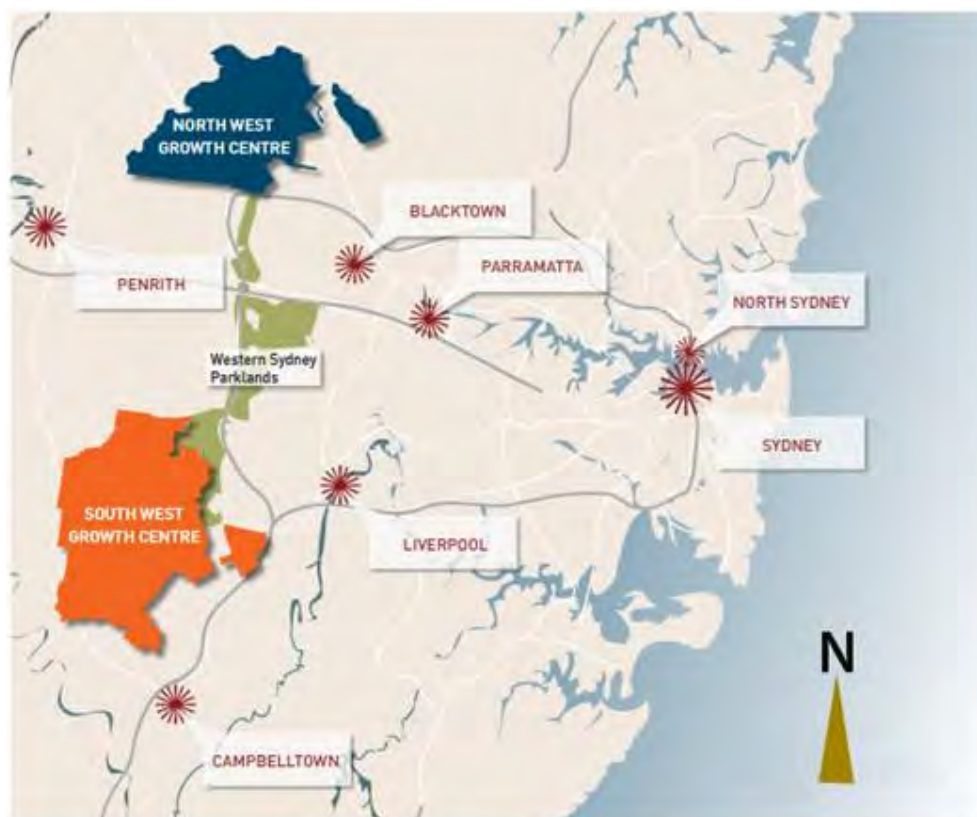 NORTH WEST
GROWTH CENTRE
BLACKTOWN
PARRAMATTA
PENRITH
NORTH SYDNEY
Western Sydney
Parklands
SYDNEY
SOUTH WEST
GROWTH CENTRE
LIVERPOOL
N
CAMPBELLTOWN